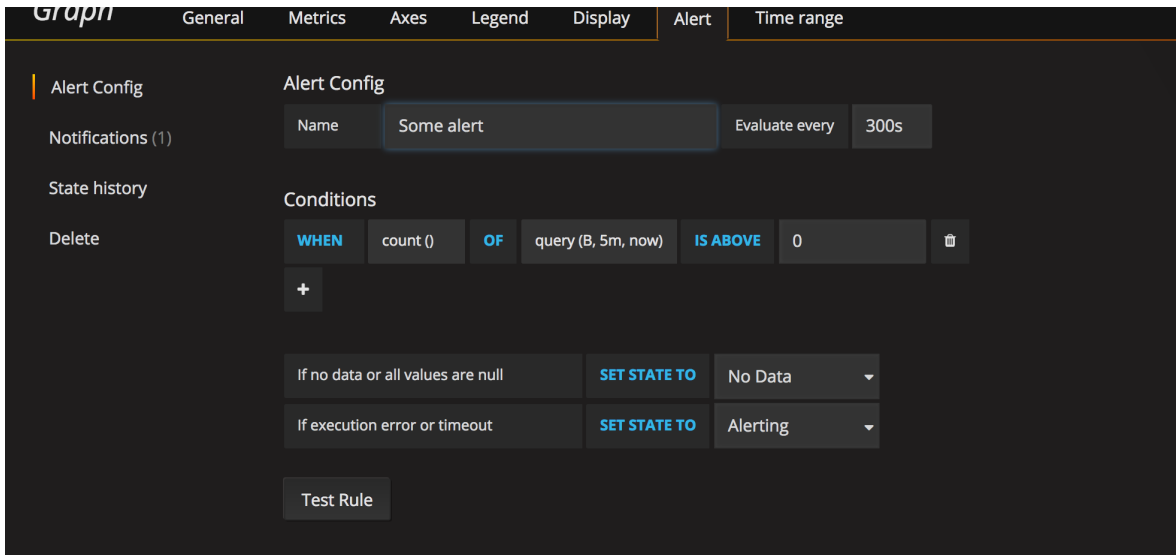 Graph General Metrics Axes Legend Display Alert Time range
Alert Config
Notifications (1)
State history
Delete
Alert Config
Name Some alert Evaluate every 300s
Conditions
WHEN count () OF query (B, 5m, now) IS ABOVE 0
+
If no data or all values are null SET STATE TO No Data
If execution error or timeout SET STATE TO Alerting
Test Rule